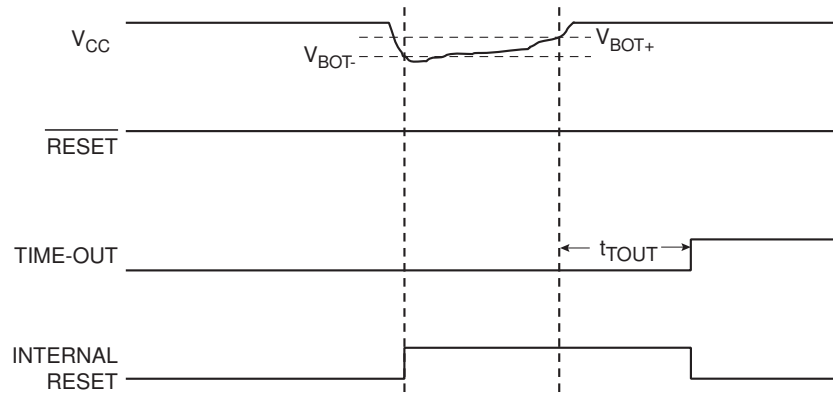 VCC
VBOT-
VBOT+
RESET
TIME-OUT
tTOUT
INTERNAL
RESET